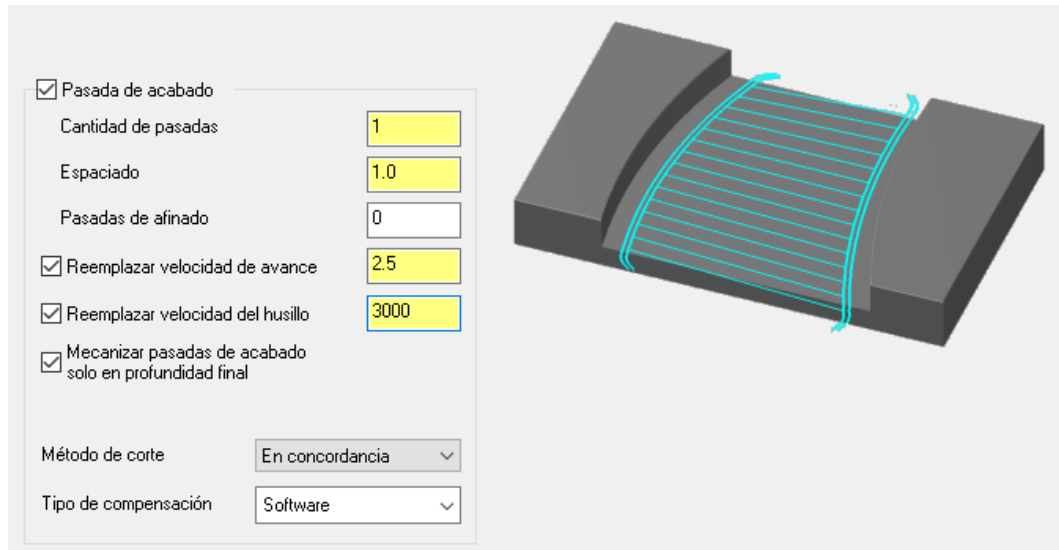 Pasada de acabado
Cantidad de pasadas 1
Espaciado 1.0
Pasadas de afinado 0
Reemplazar velocidad de avance 2.5
Reemplazar velocidad del husillo 3000
Mecanizar pasadas de acabado
solo en profundidad final
Método de corte En concordancia
Tipo de compensación Software